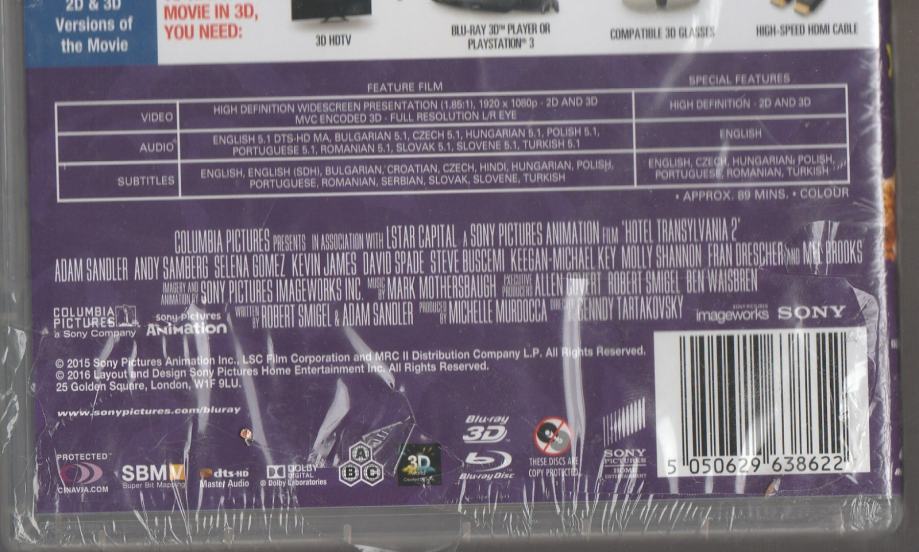 2D & 3D
Versions of
the Movie
MOVIE IN 3D,
YOU NEED:
3D HDTV
BLU-RAY 3D™ PLAYER OR
PLAYSTATION® 3
COMPATIBLE 3D GLASSES
HIGH-SPEED HDMI CABLE
FEATURE FILM
SPECIAL FEATURES
VIDEO
HIGH DEFINITION WIDESCREEN PRESENTATION (1.85:1), 1920 x 1080p · 2D AND 3D
MVC ENCODED 3D - FULL RESOLUTION L/R EYE
HIGH DEFINITION · 2D AND 3D
AUDIO
ENGLISH 5.1 DTS-HD MA, BULGARIAN 5.1, CZECH 5.1, HUNGARIAN 5.1, POLISH 5.1,
PORTUGUESE 5.1, ROMANIAN 5.1, SLOVAK 5.1, SLOVENE 5.1, TURKISH 5.1
ENGLISH
SUBTITLES
ENGLISH, ENGLISH (SDH), BULGARIAN, CROATIAN, CZECH, HINDI, HUNGARIAN, POLISH,
PORTUGUESE, ROMANIAN, SERBIAN, SLOVAK, SLOVENE, TURKISH
ENGLISH, CZECH, HUNGARIAN, POLISH,
PORTUGUESE, ROMANIAN, TURKISH
• APPROX. 89 MINS. • COLOUR
COLUMBIA PICTURES PRESENTS IN ASSOCIATION WITH LSTAR CAPITAL A SONY PICTURES ANIMATION FILM 'HOTEL TRANSYLVANIA 2'
ADAM SANDLER ANDY SAMBERG SELENA GOMEZ KEVIN JAMES DAVID SPADE STEVE BUSCEMI KEEGAN-MICHAEL KEY MOLLY SHANNON FRAN DRESCHER AND MEL BROOKS
IMAGERY AND ANIMATION BY SONY PICTURES IMAGEWORKS INC. MUSIC BY MARK MOTHERSBAUGH EXECUTIVE PRODUCERS ALLEN ROBERT SMIGEL BEN WAISBREN
WRITTEN BY ROBERT SMIGEL & ADAM SANDLER PRODUCED BY MICHELLE MURDOCCA GENNDY TARTAKOVSKY
COLUMBIA
PICTURES
a Sony Company
sony pictures
ANiMATiON
SONY PICTURES
imageworks
SONY
© 2015 Sony Pictures Animation Inc., LSC Film Corporation and MRC II Distribution Company L.P. All Rights Reserved.
© 2016 Layout and Design Sony Pictures Home Entertainment Inc. All Rights Reserved.
25 Golden Square, London, W1F 9LU.
www.sonypictures.com/bluray
PROTECTED
CINAVIA.COM
SBMV
Super Bit Mapping
dts-HD
Master Audio
DOLBY
DIGITAL
© Dolby Laboratories
A
B C
3D
Blu-ray
3D™
Blu-ray Disc
THESE DISCS ARE
COPY PROTECTED
SONY
PICTURES
HOME
ENTERTAINMENT
5 050629 638622